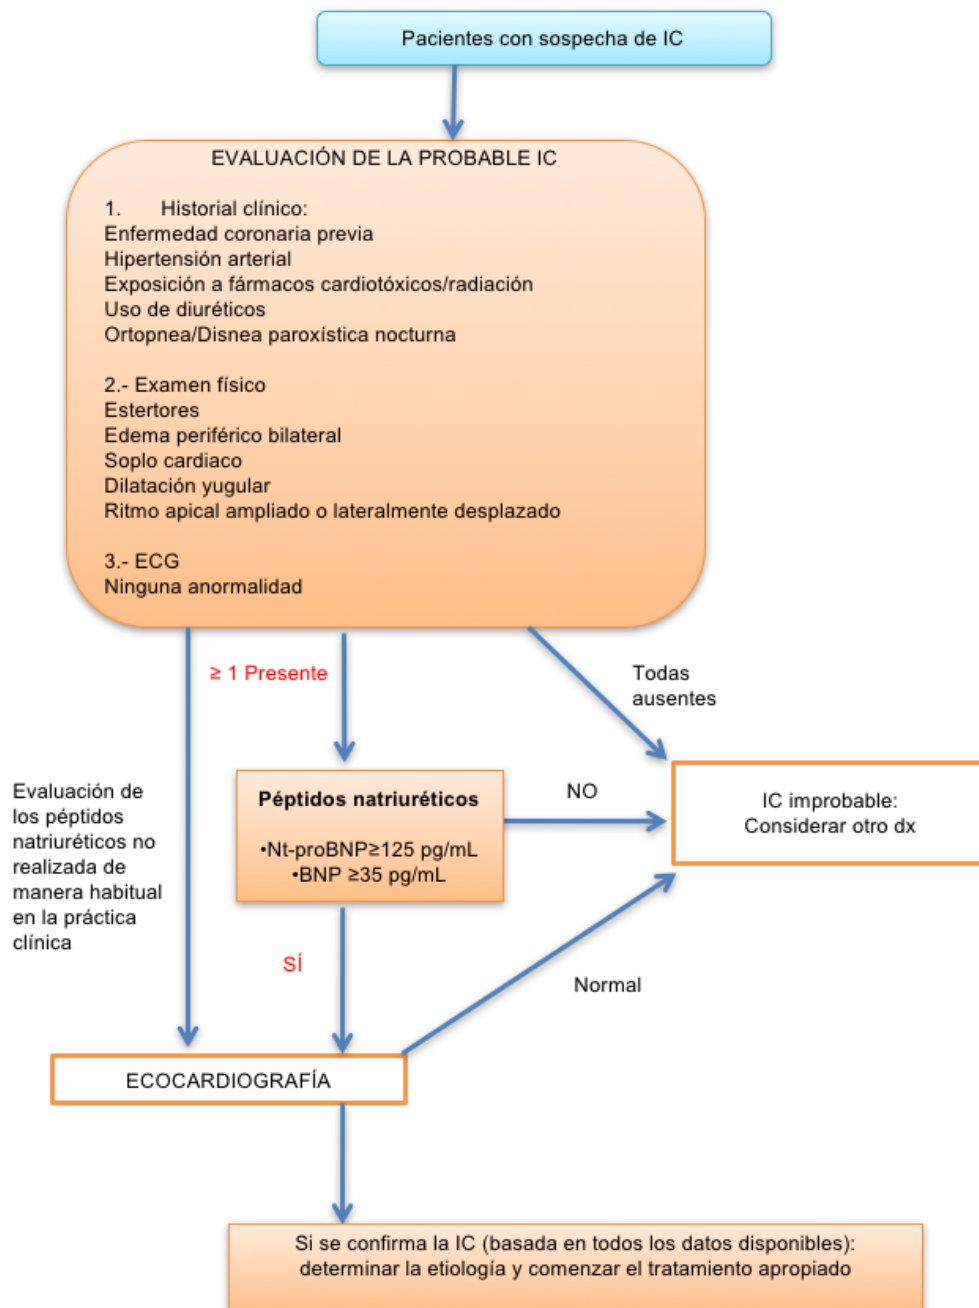 Pacientes con sospecha de IC
EVALUACIÓN DE LA PROBABLE IC
1. Historial clínico:
Enfermedad coronaria previa
Hipertensión arterial
Exposición a fármacos cardiotóxicos/radiación
Uso de diuréticos
Ortopnea/Disnea paroxística nocturna
2.- Examen físico
Estertores
Edema periférico bilateral
Soplo cardiaco
Dilatación yugular
Ritmo apical ampliado o lateralmente desplazado
3.- ECG
Ninguna anormalidad
≥ 1 Presente
Todas
ausentes
Evaluación de
los péptidos
natriuréticos no
realizada de
manera habitual
en la práctica
clínica
Péptidos natriuréticos
•Nt-proBNP≥125 pg/mL
•BNP ≥35 pg/mL
NO
IC improbable:
Considerar otro dx
SÍ
Normal
ECOCARDIOGRAFÍA
Si se confirma la IC (basada en todos los datos disponibles):
determinar la etiología y comenzar el tratamiento apropiado